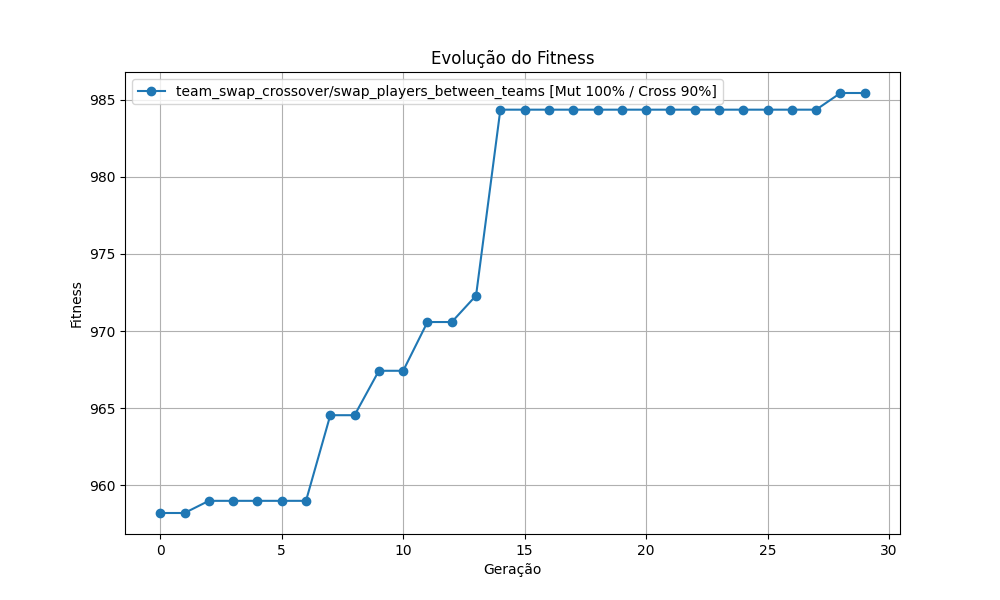 Evolução do Fitness
team_swap_crossover/swap_players_between_teams [Mut 100% / Cross 90%]
985
980
975
970
965
960
Fitness
0 5 10 15 20 25 30
Geração